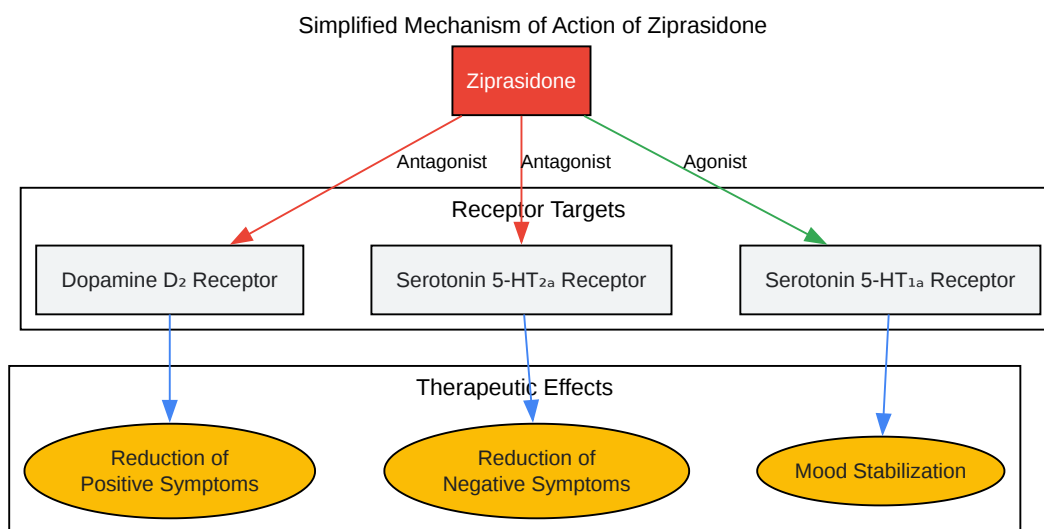 Simplified Mechanism of Action of Ziprasidone
Ziprasidone
Antagonist
Antagonist
Agonist
Receptor Targets
Dopamine D₂ Receptor
Serotonin 5-HT₂ₐ Receptor
Serotonin 5-HT₁ₐ Receptor
Therapeutic Effects
Reduction of
Positive Symptoms
Reduction of
Negative Symptoms
Mood Stabilization